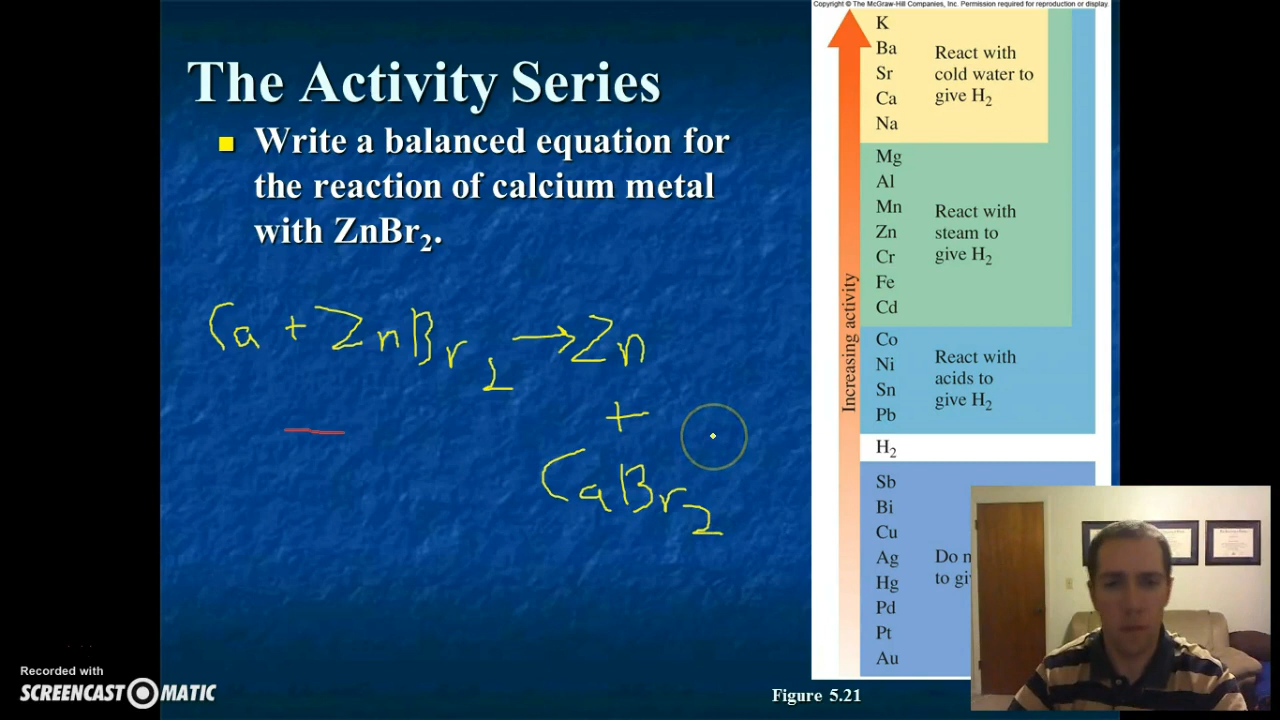 Copyright © The McGraw-Hill Companies, Inc. Permission required for reproduction or display.
The Activity Series
Write a balanced equation for
the reaction of calcium metal
with ZnBr2.
Ca + ZnBr2 → Zn
+
CaBr2
Increasing activity
K
Ba
Sr
Ca
Na
React with
cold water to
give H2
Mg
Al
Mn
Zn
Cr
Fe
Cd
React with
steam to
give H2
Co
Ni
Sn
Pb
React with
acids to
give H2
H2
Sb
Bi
Cu
Ag
Hg
Pd
Pt
Au
Do
to
Figure 5.21
Recorded with
SCREENCAST MATIC